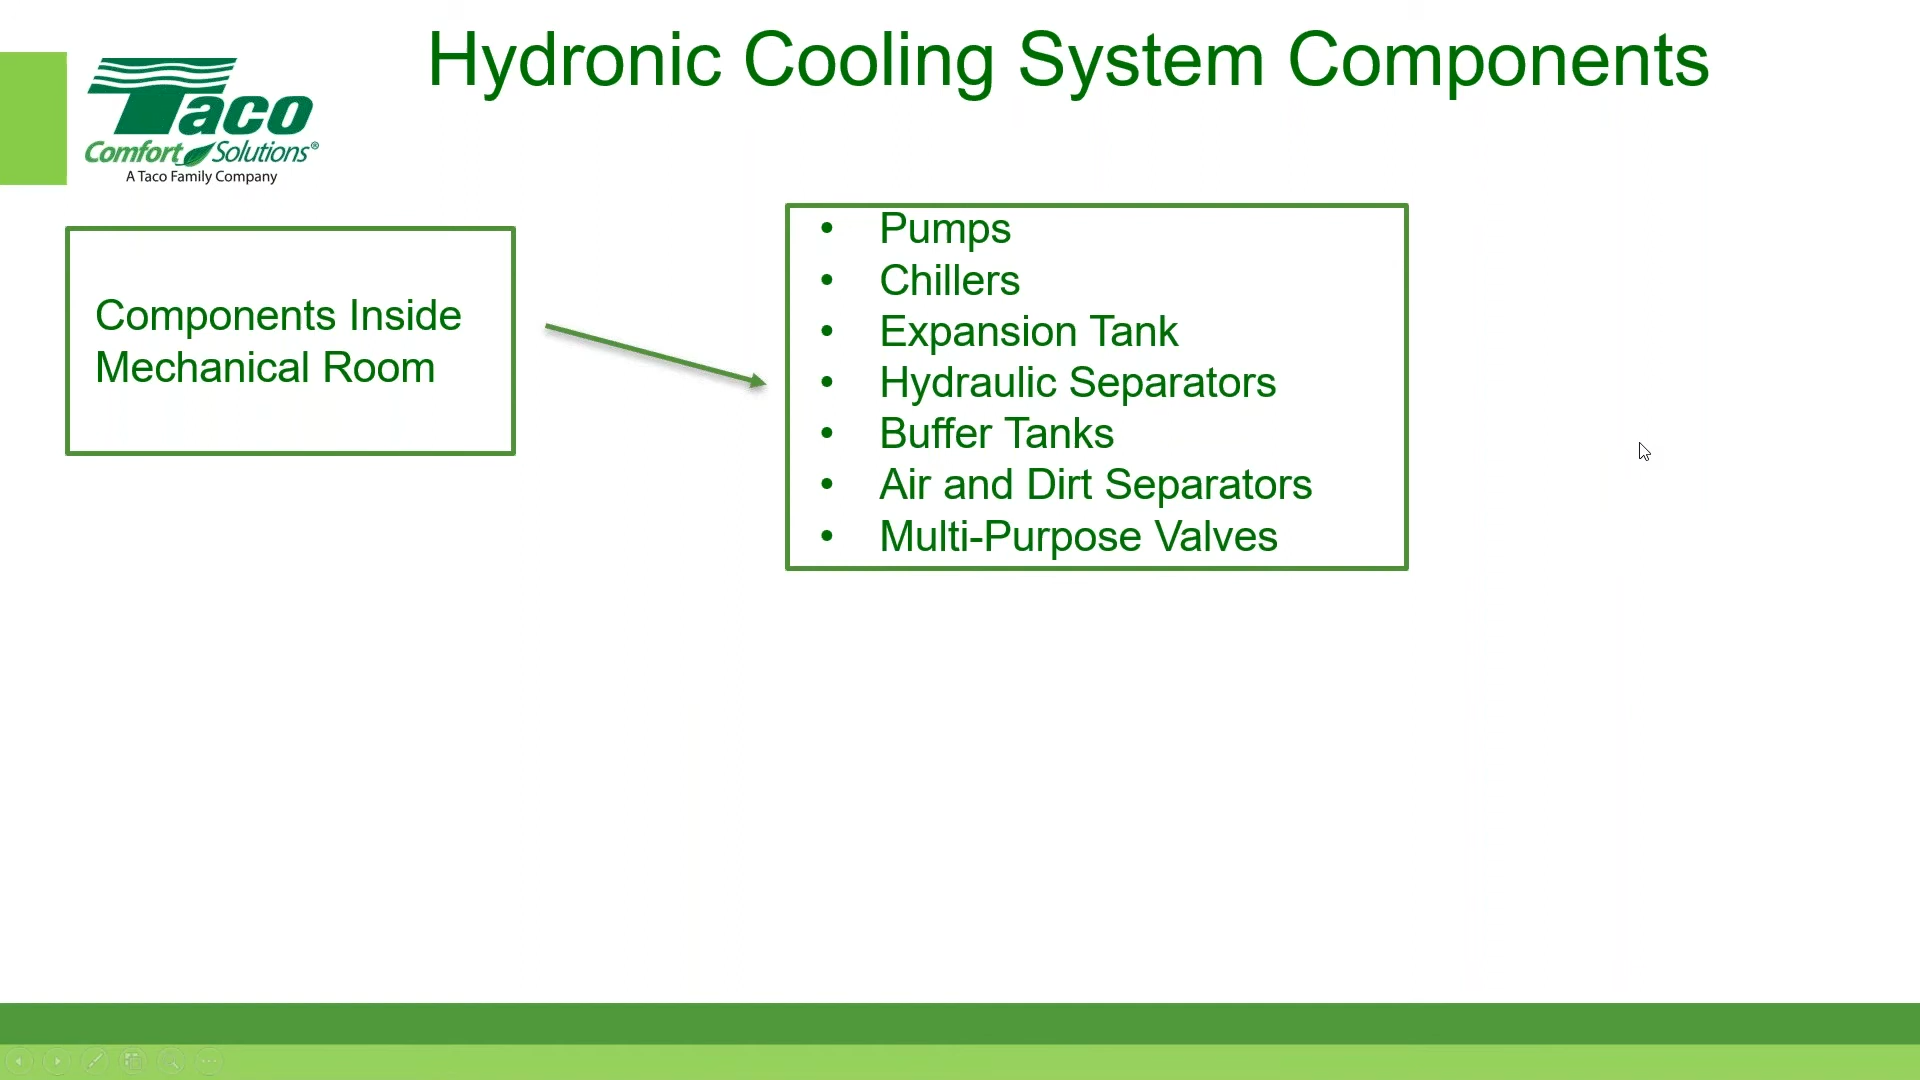 Hydronic Cooling System Components
Taco
Comfort Solutions®
A Taco Family Company
Components Inside
Mechanical Room
• Pumps
• Chillers
• Expansion Tank
• Hydraulic Separators
• Buffer Tanks
• Air and Dirt Separators
• Multi-Purpose Valves